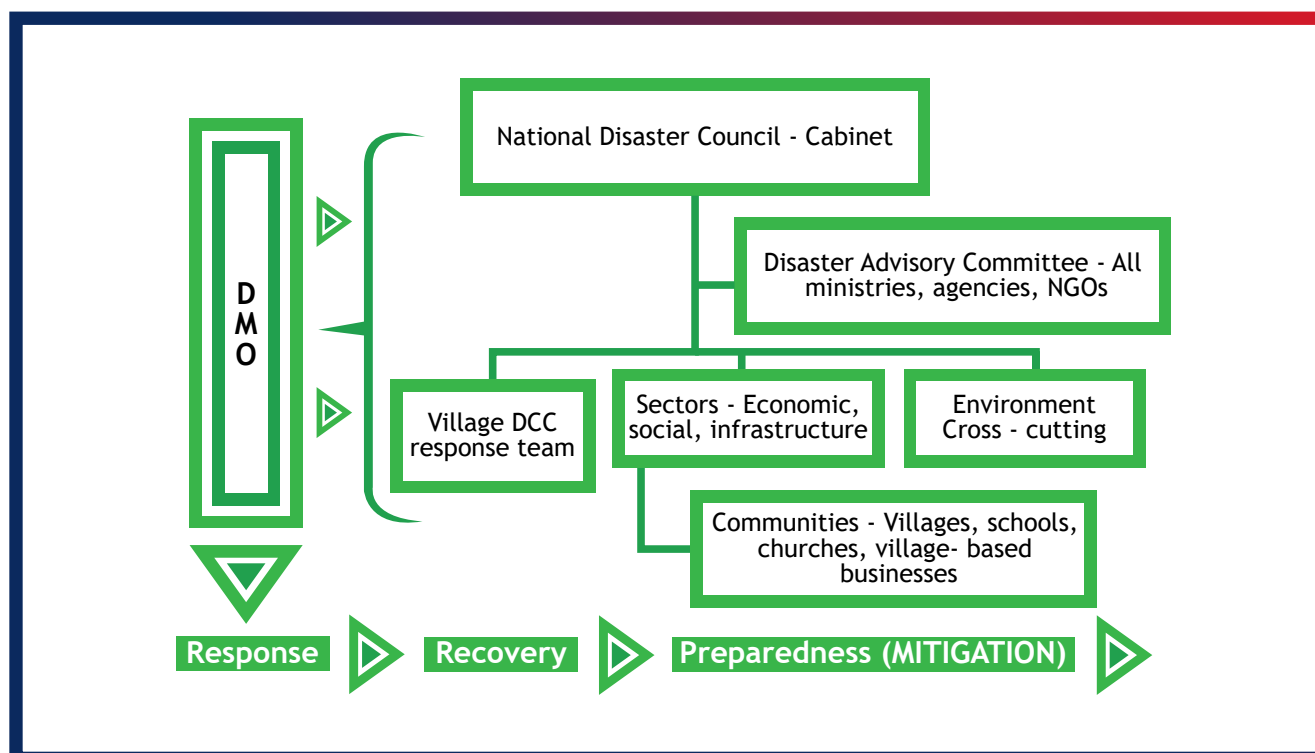 D
M
O
National Disaster Council - Cabinet
Disaster Advisory Committee - All
ministries, agencies, NGOs
Village DCC
response team
Sectors - Economic,
social, infrastructure
Environment
Cross - cutting
Communities - Villages, schools,
churches, village- based
businesses
Response
Recovery
Preparedness (MITIGATION)